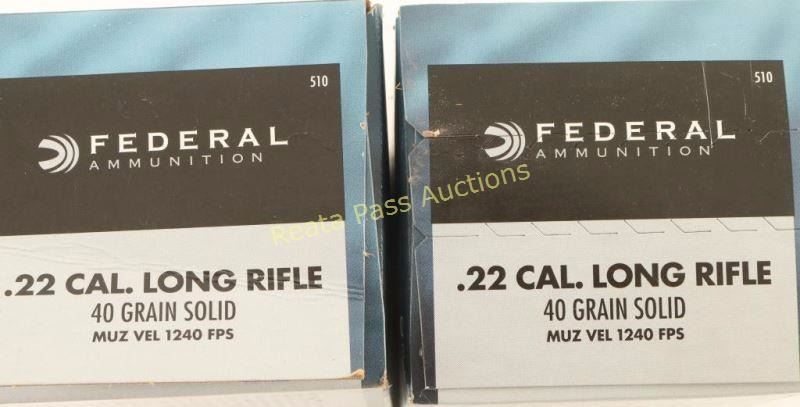 510
FEDERAL
AMMUNITION
.22 CAL. LONG RIFLE
40 GRAIN SOLID
MUZ VEL 1240 FPS
510
FEDERAL
AMMUNITION
.22 CAL. LONG RIFLE
40 GRAIN SOLID
MUZ VEL 1240 FPS
Reata Pass Auctions